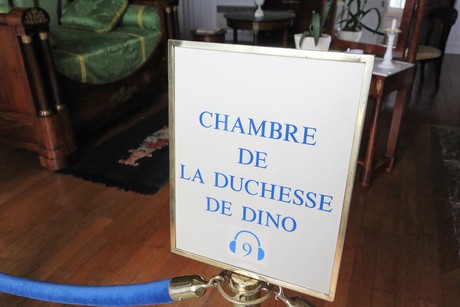 CHAMBRE
DE
LA DUCHESSE
DE DINO
9